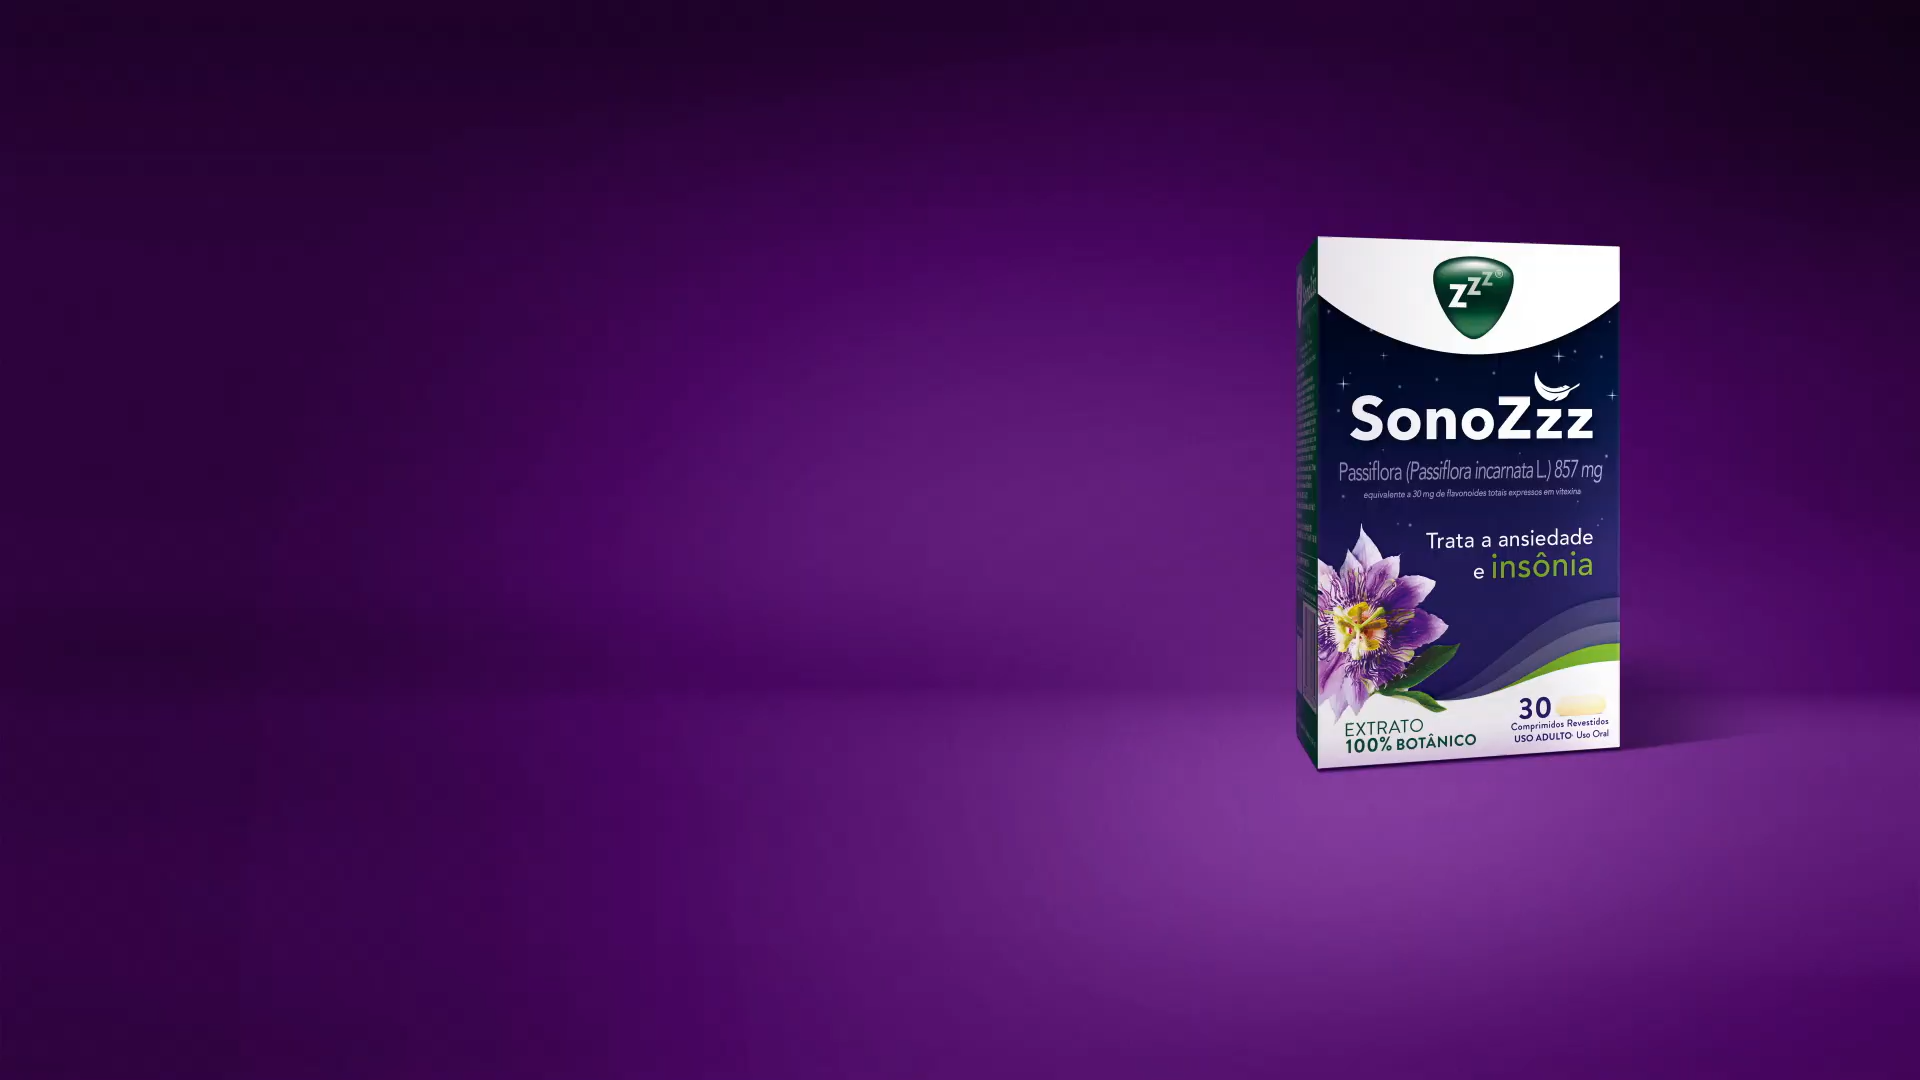 zzz®
SonoZzz
Passiflora (Passiflora incarnata L.) 857 mg
equivalente a 30 mg de flavonoides totais expressos em vitexina
Trata a ansiedade
e insônia
EXTRATO
100% BOTÂNICO
30
Comprimidos Revestidos
USO ADULTO· Uso Oral